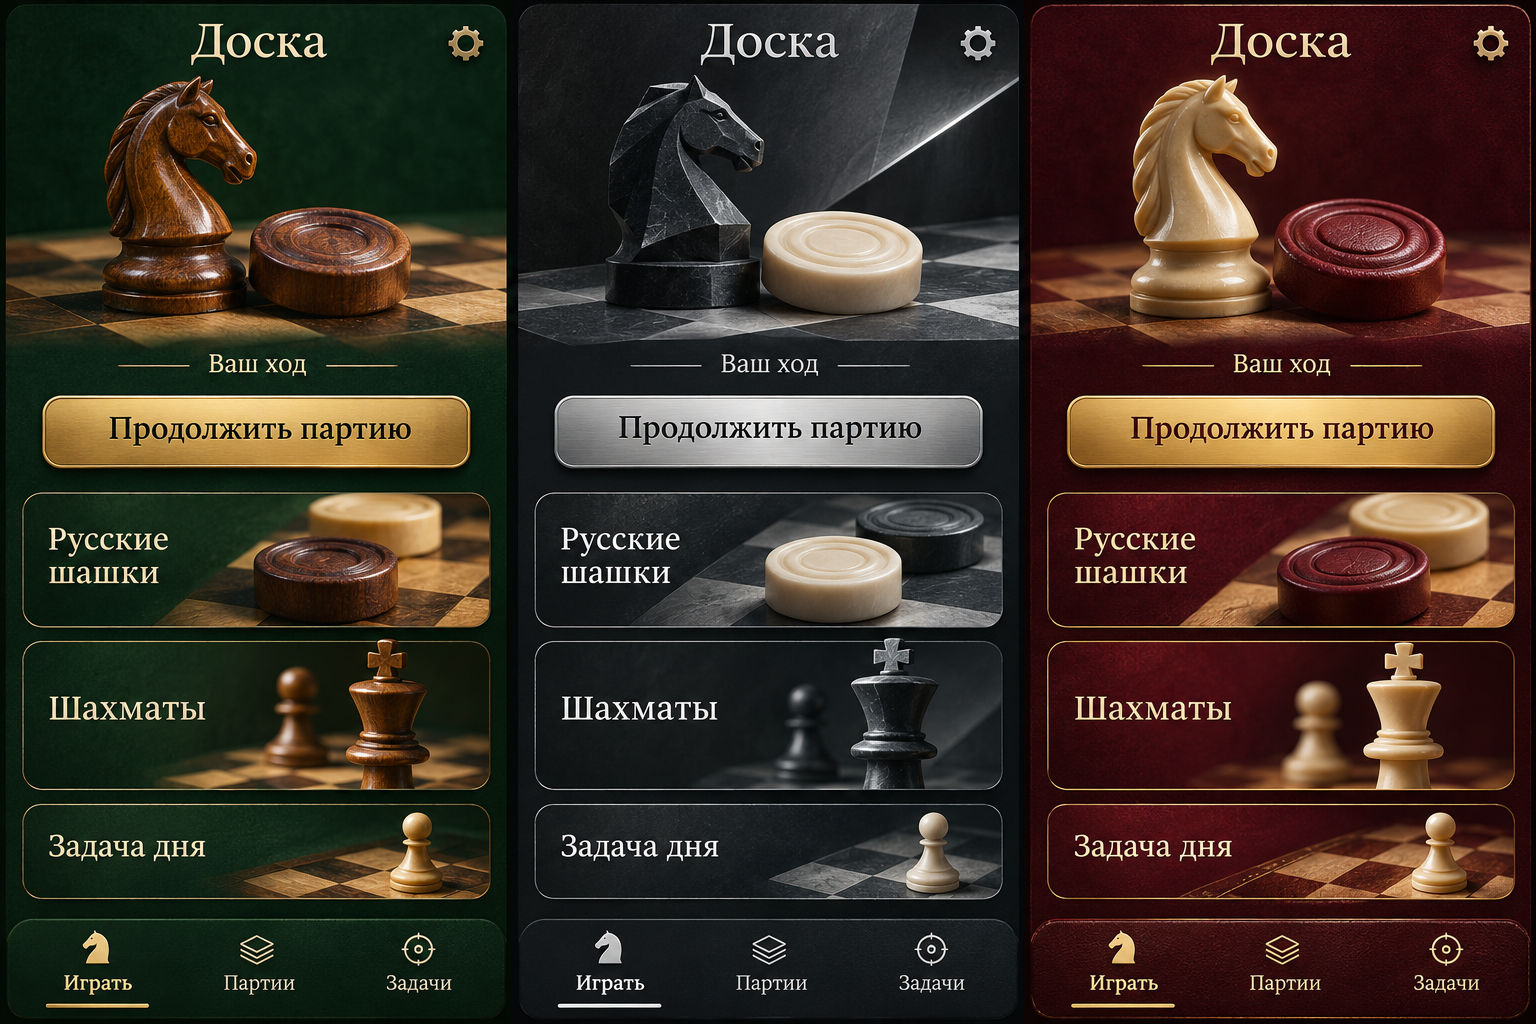 Доска
Ваш ход
Продолжить партию
Русские
шашки
Шахматы
Задача дня
Играть
Партии
Задачи
Доска
Ваш ход
Продолжить партию
Русские
шашки
Шахматы
Задача дня
Играть
Партии
Задачи
Доска
Ваш ход
Продолжить партию
Русские
шашки
Шахматы
Задача дня
Играть
Партии
Задачи